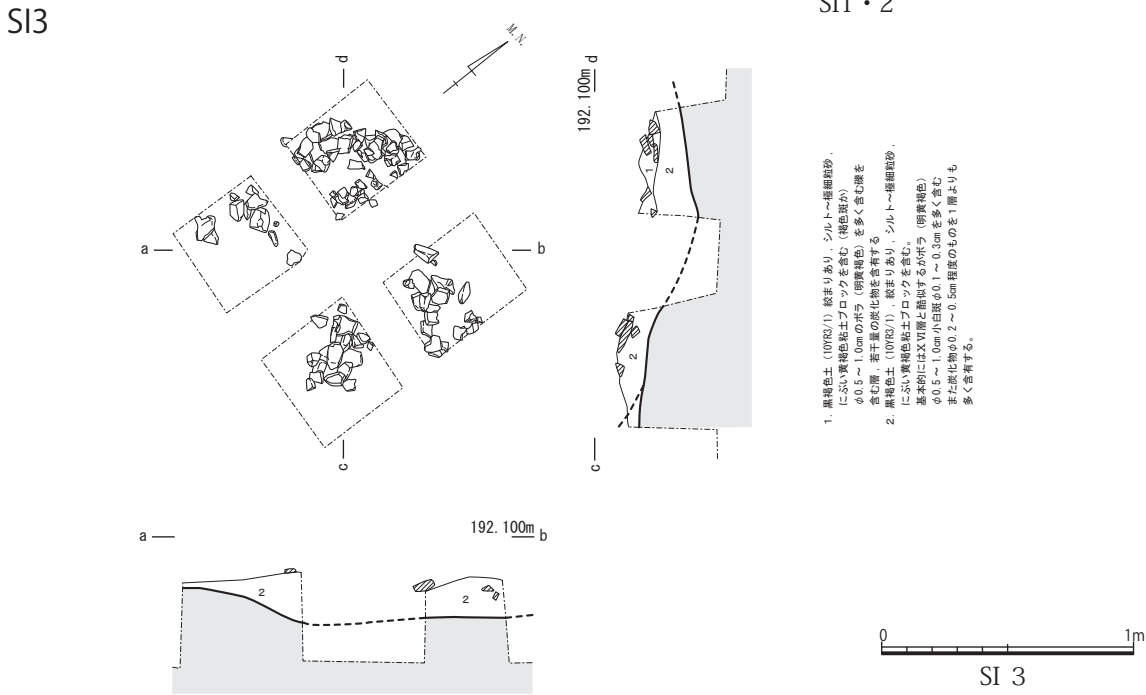 SI3
SI1・2
M.N.
d
a
b
c
192.100m d
1
2
2
c
1. 黒褐色土 (10YR3/1) 絞まりあり、シルト～極細粒砂、
にぶい黄褐色粘土ブロックを含む (褐色斑か)
φ0.5～1.0cmのボラ (明黄褐色) を多く含む礫を
含む層、若干量の炭化物を含有する
2. 黒褐色土 (10YR3/1)、絞まりあり、シルト～極細粒砂、
にぶい黄褐色粘土ブロックを含む。
基本的にはⅩⅥ層と酷似するがボラ (明黄褐色)
φ0.5～1.0cm小白斑φ0.1～0.3cmを多く含む
また炭化物φ0.2～0.5cm程度のものを1層よりも
多く含有する。
a
192.100m b
2
2
0
1m
SI 3